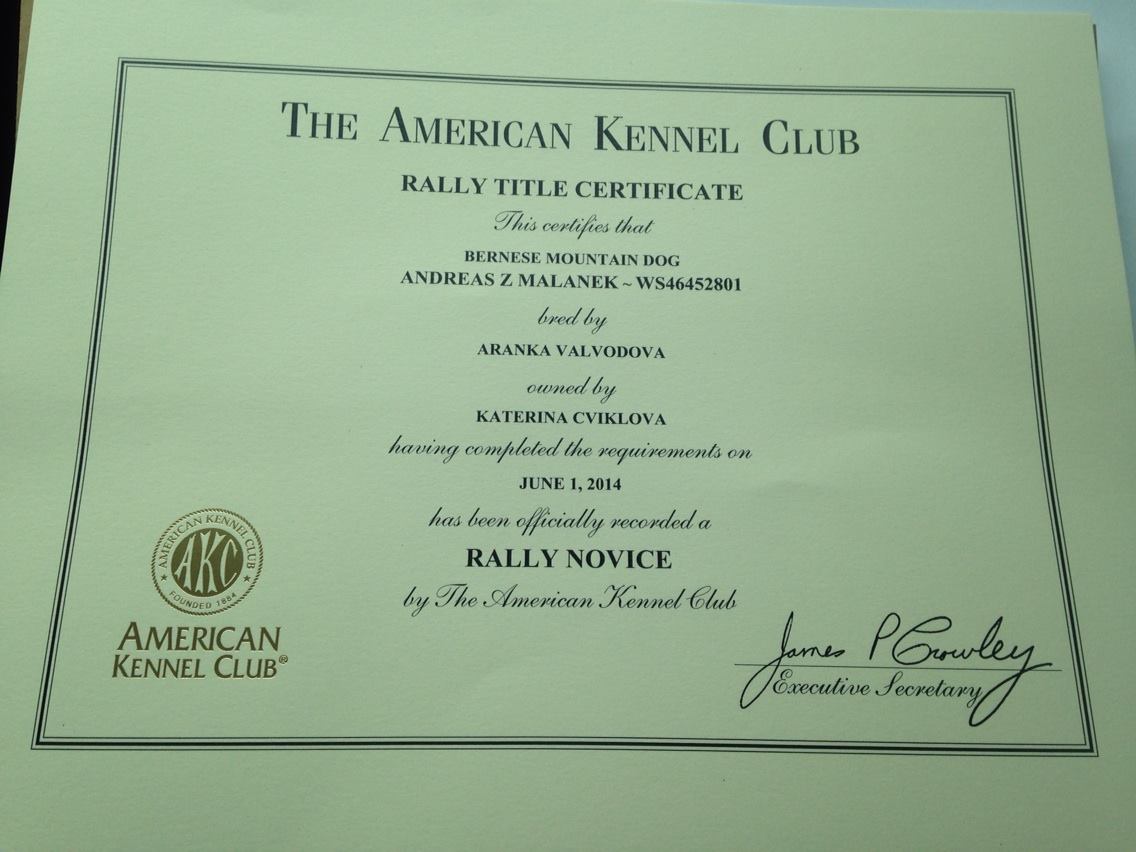 THE AMERICAN KENNEL CLUB
RALLY TITLE CERTIFICATE
This certifies that
BERNESE MOUNTAIN DOG
ANDREAS Z MALANEK ~ WS46452801
bred by
ARANKA VALVODOVA
owned by
KATERINA CVIKLOVA
having completed the requirements on
JUNE 1, 2014
has been officially recorded a
RALLY NOVICE
by The American Kennel Club
AMERICAN KENNEL CLUB
AKC
FOUNDED 1884
AMERICAN
KENNEL CLUB®
James P Crowley
Executive Secretary